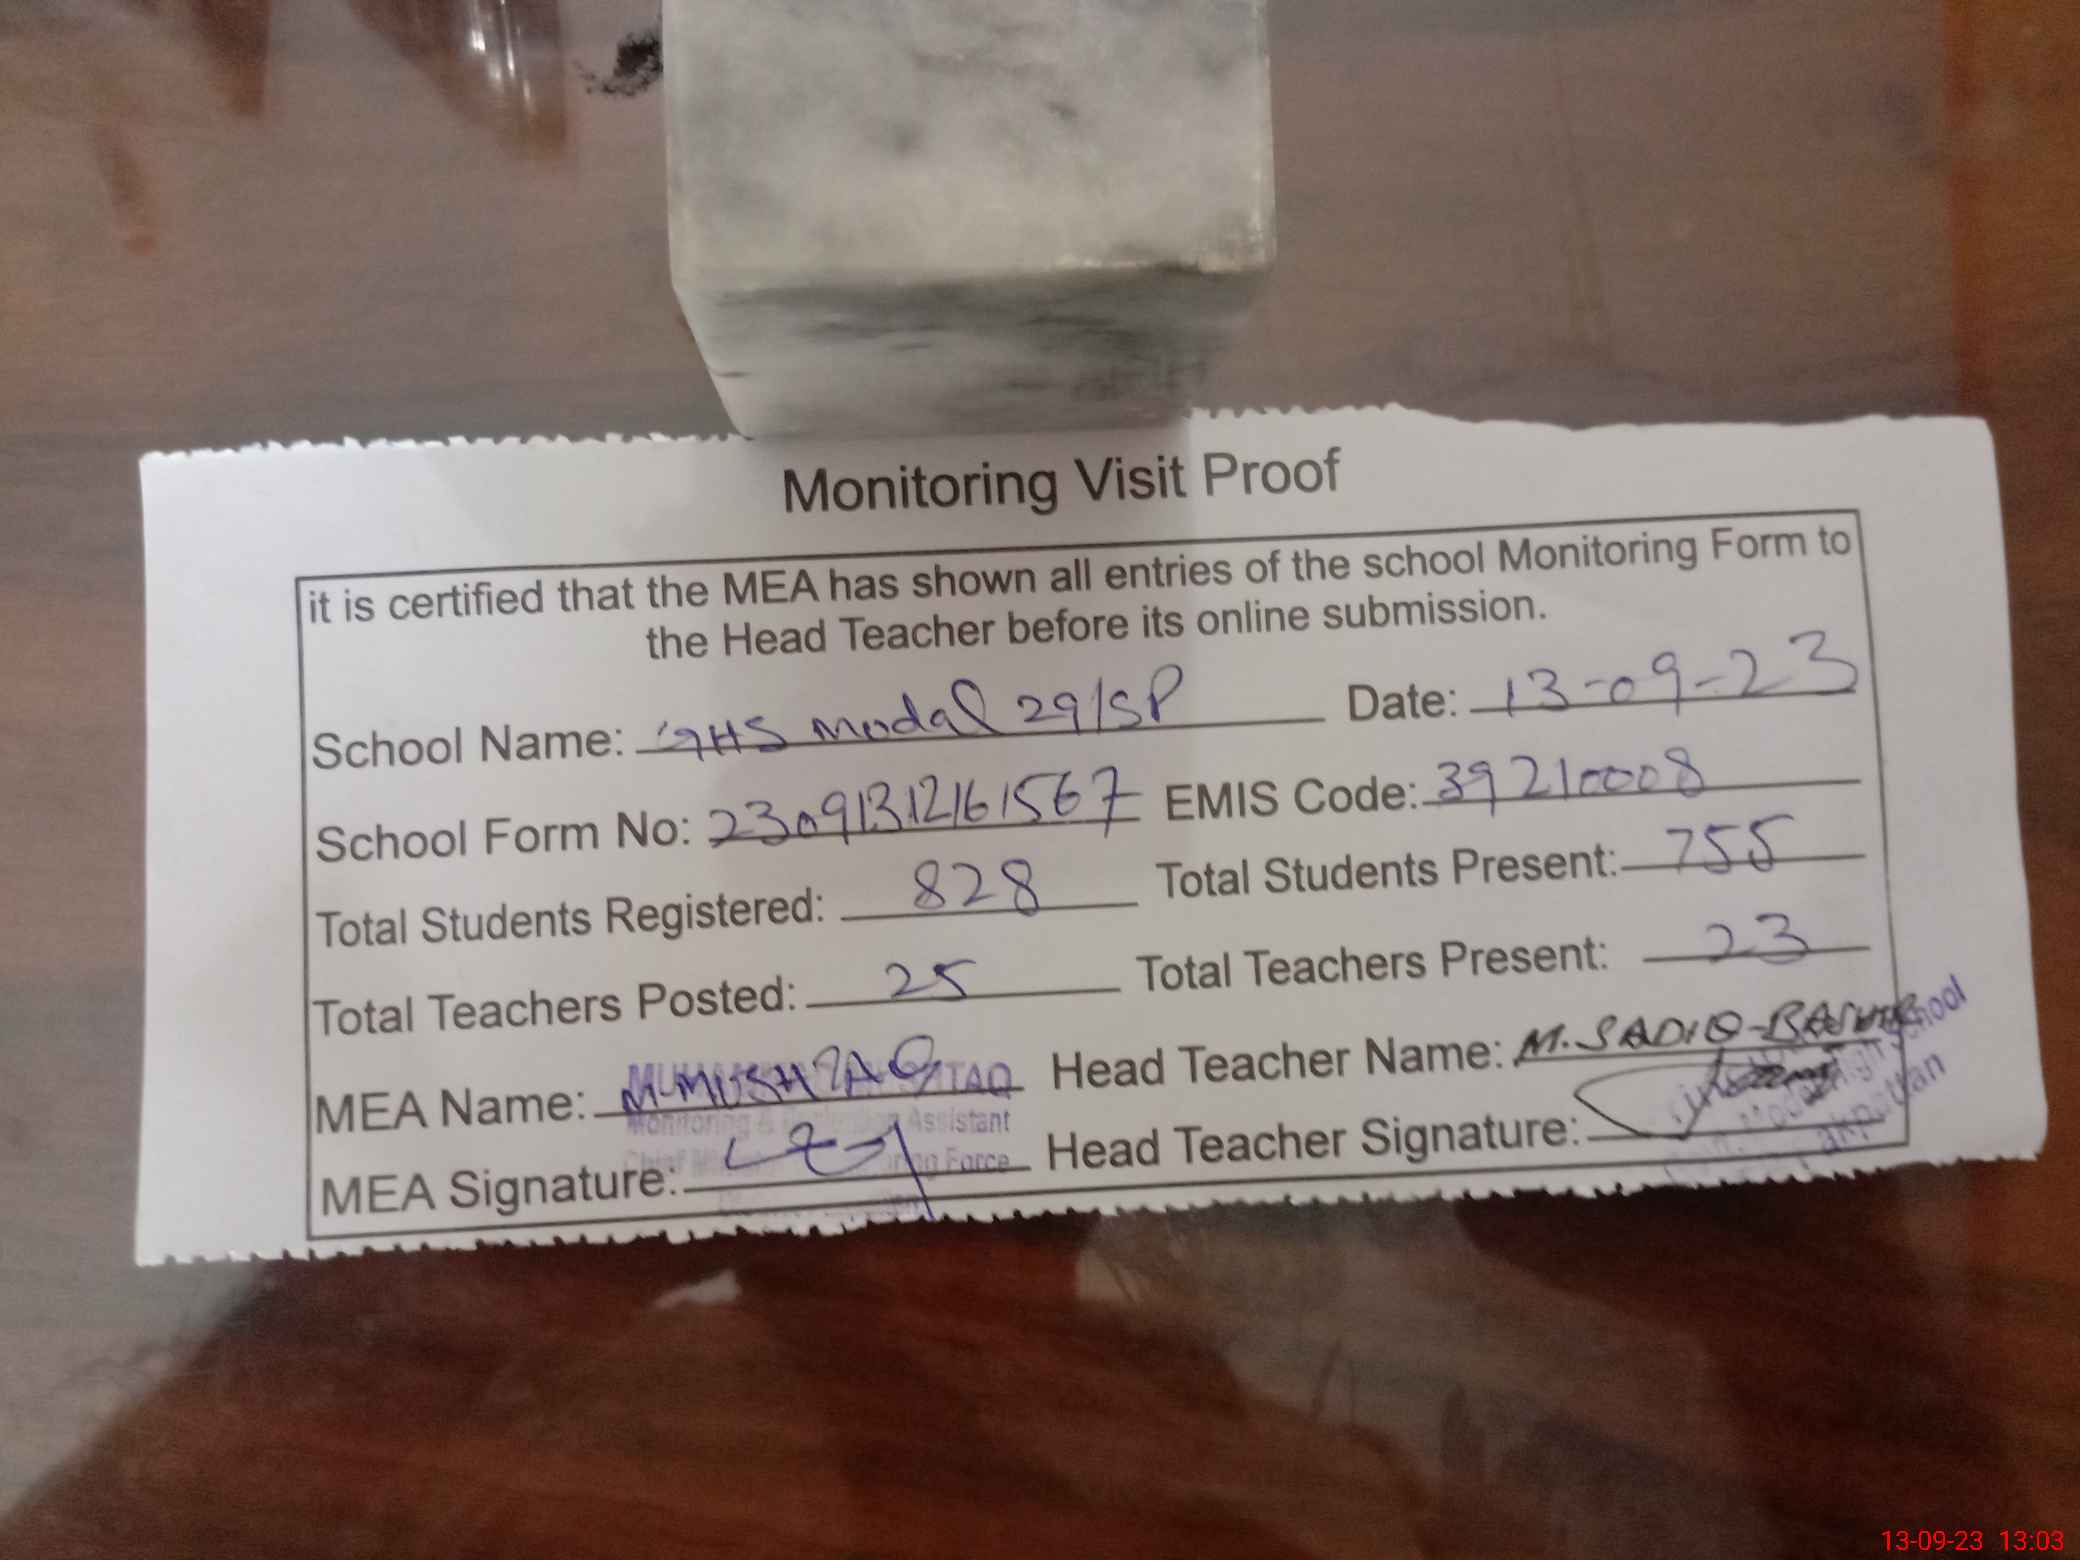 Monitoring Visit Proof
it is certified that the MEA has shown all entries of the school Monitoring Form to
the Head Teacher before its online submission.
School Name: GHS modal 29/SP Date: 13-09-23
School Form No: 23091312161567 EMIS Code: 39210008
Total Students Registered: 828 Total Students Present: 755
Total Teachers Posted: 25 Total Teachers Present: 23
MEA Name: M.MUSHTAQ Head Teacher Name: M.SADIQ-BASHIR
Assistant
Force
MEA Signature: Head Teacher Signature:
School
13-09-23 13:03